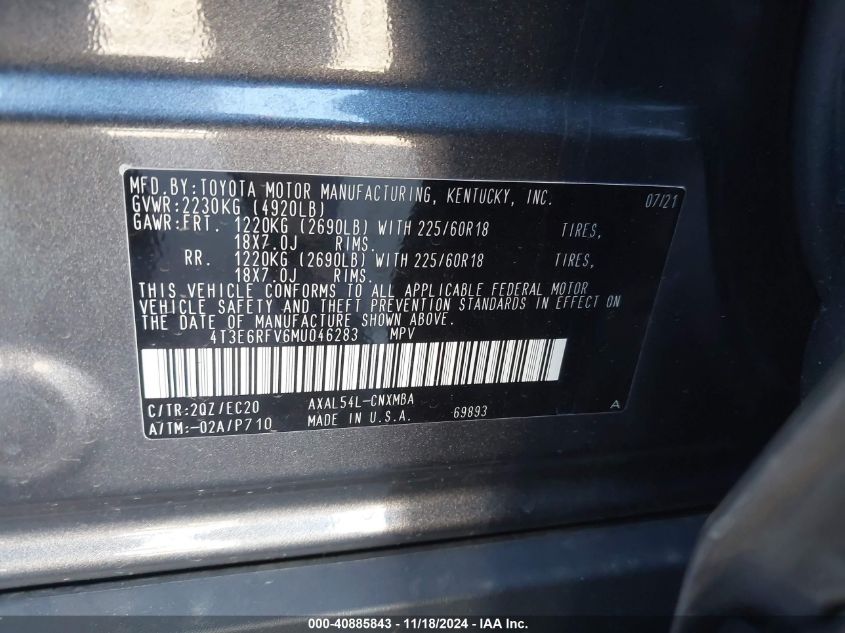 MFD.BY:TOYOTA MOTOR MANUFACTURING, KENTUCKY, INC. 07/21
GVWR:2230KG (4920LB)
GAWR:FRT. 1220KG (2690LB) WITH 225/60R18 TIRES,
18X7.0J RIMS.
RR. 1220KG (2690LB) WITH 225/60R18 TIRES,
18X7.0J RIMS.
THIS VEHICLE CONFORMS TO ALL APPLICABLE FEDERAL MOTOR
VEHICLE SAFETY AND THEFT PREVENTION STANDARDS IN EFFECT ON
THE DATE OF MANUFACTURE SHOWN ABOVE.
4T3E6RFV6MU046283 MPV
C/TR:2QZ/EC20 AXAL54L-CNXMBA A
A/TM:-02A/P710 MADE IN U.S.A. 69893
000-40885843 - 11/18/2024 - IAAI.com